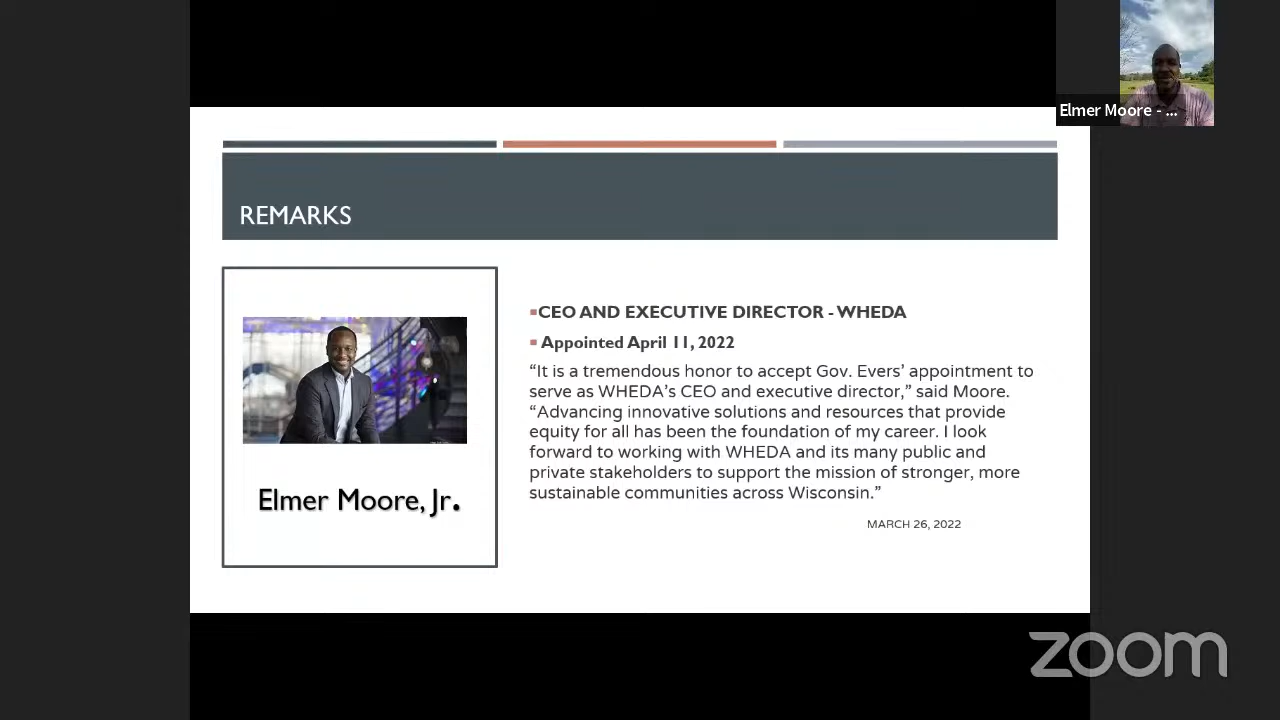 Elmer Moore - ...
REMARKS
Elmer Moore, Jr.
CEO AND EXECUTIVE DIRECTOR - WHEDA
Appointed April 11, 2022
“It is a tremendous honor to accept Gov. Evers’ appointment to
serve as WHEDA’s CEO and executive director,” said Moore.
“Advancing innovative solutions and resources that provide
equity for all has been the foundation of my career. I look
forward to working with WHEDA and its many public and
private stakeholders to support the mission of stronger, more
sustainable communities across Wisconsin.”
MARCH 26, 2022
zoom